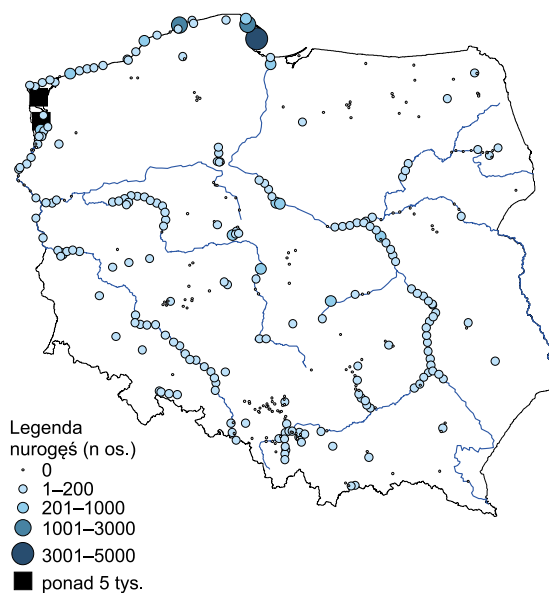 Legenda
nurogęś (n os.)
0
1–200
201–1000
1001–3000
3001–5000
ponad 5 tys.